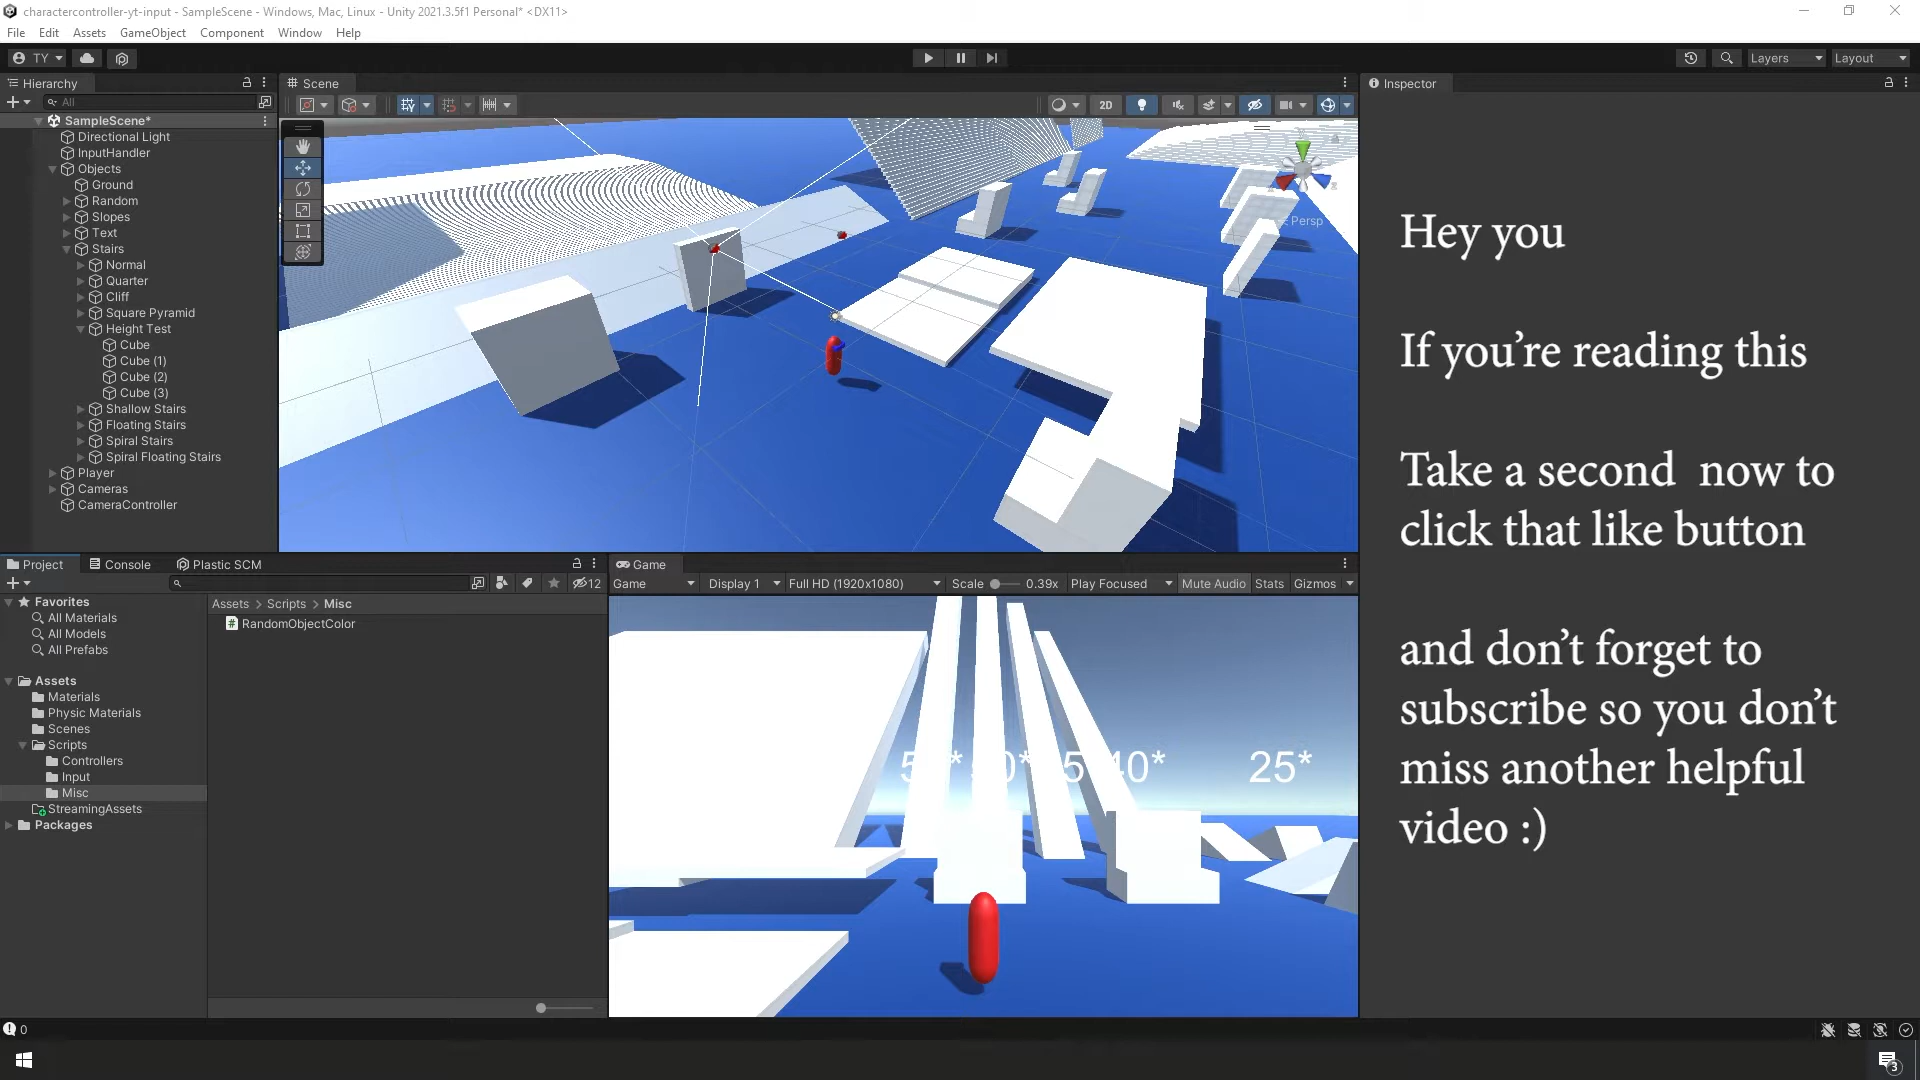 charactercontroller-yt-input - SampleScene - Windows, Mac, Linux - Unity 2021.3.5f1 Personal* <DX11>
File Edit Assets GameObject Component Window Help
TY
Layers Layout
Hierarchy
All
SampleScene*
Directional Light
InputHandler
Objects
Ground
Random
Slopes
Text
Stairs
Normal
Quarter
Cliff
Square Pyramid
Height Test
Cube
Cube (1)
Cube (2)
Cube (3)
Shallow Stairs
Floating Stairs
Spiral Stairs
Spiral Floating Stairs
Player
Cameras
CameraController
Scene
2D
Persp
Inspector
Hey you
If you’re reading this
Take a second now to
click that like button
and don’t forget to
subscribe so you don’t
miss another helpful
video :)
Project Console Plastic SCM
12
Favorites
All Materials
All Models
All Prefabs
Assets
Materials
Physic Materials
Scenes
Scripts
Controllers
Input
Misc
StreamingAssets
Packages
Assets > Scripts > Misc
RandomObjectColor
Game
Game Display 1 Full HD (1920x1080) Scale 0.39x Play Focused Mute Audio Stats Gizmos
25*
0
3